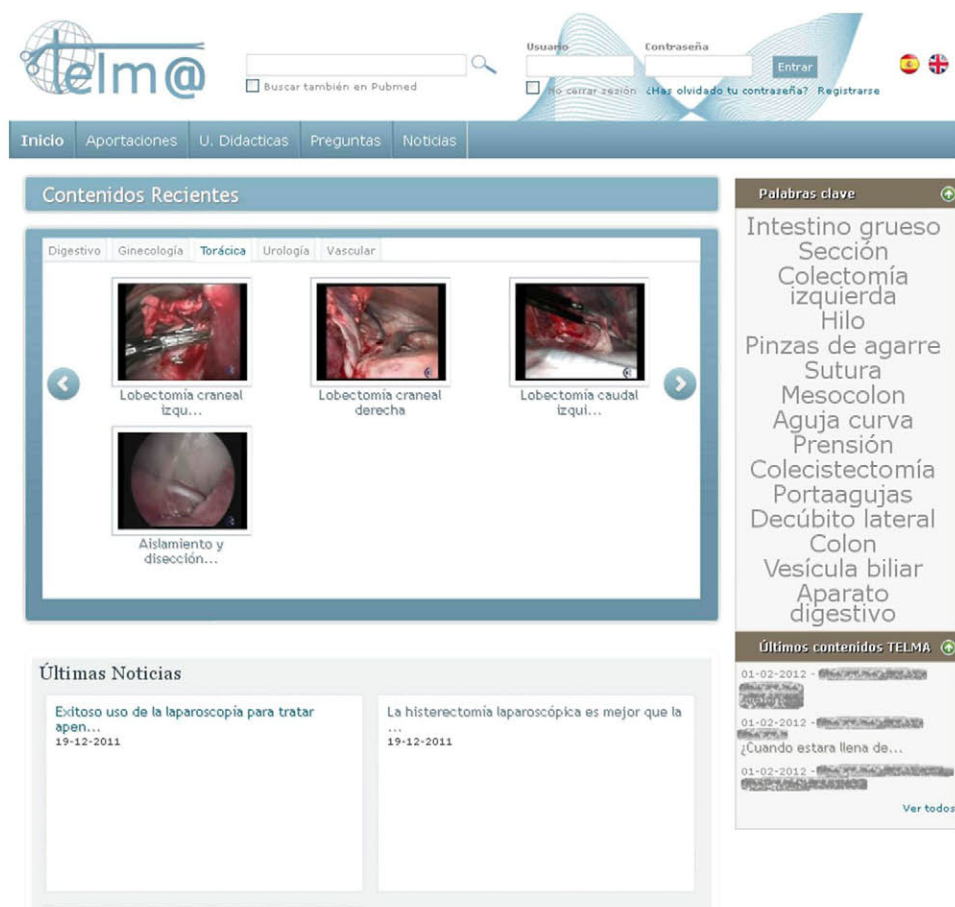 telm@
Usuario
Contraseña
Entrar
Buscar también en Pubmed
No cerrar sesión
¿Has olvidado tu contraseña?
Registrarse
Inicio
Aportaciones
U. Didacticas
Preguntas
Noticias
Contenidos Recientes
Digestivo
Ginecología
Torácica
Urología
Vascular
Lobectomía craneal
izqu...
Lobectomía craneal
derecha
Lobectomía caudal
izqui...
Aislamiento y
disección...
Últimas Noticias
Exitoso uso de la laparoscopía para tratar
apen...
19-12-2011
La histerectomía laparoscópica es mejor que la
...
19-12-2011
Palabras clave
Intestino grueso
Sección
Colectomía
izquierda
Hilo
Pinzas de agarre
Sutura
Mesocolon
Aguja curva
Prensión
Colecistectomía
Portaagujas
Decúbito lateral
Colon
Vesícula biliar
Aparato
digestivo
Últimos contenidos TELMA
01-02-2012 -
01-02-2012 -
¿Cuando estara llena de...
01-02-2012 -
Ver todos